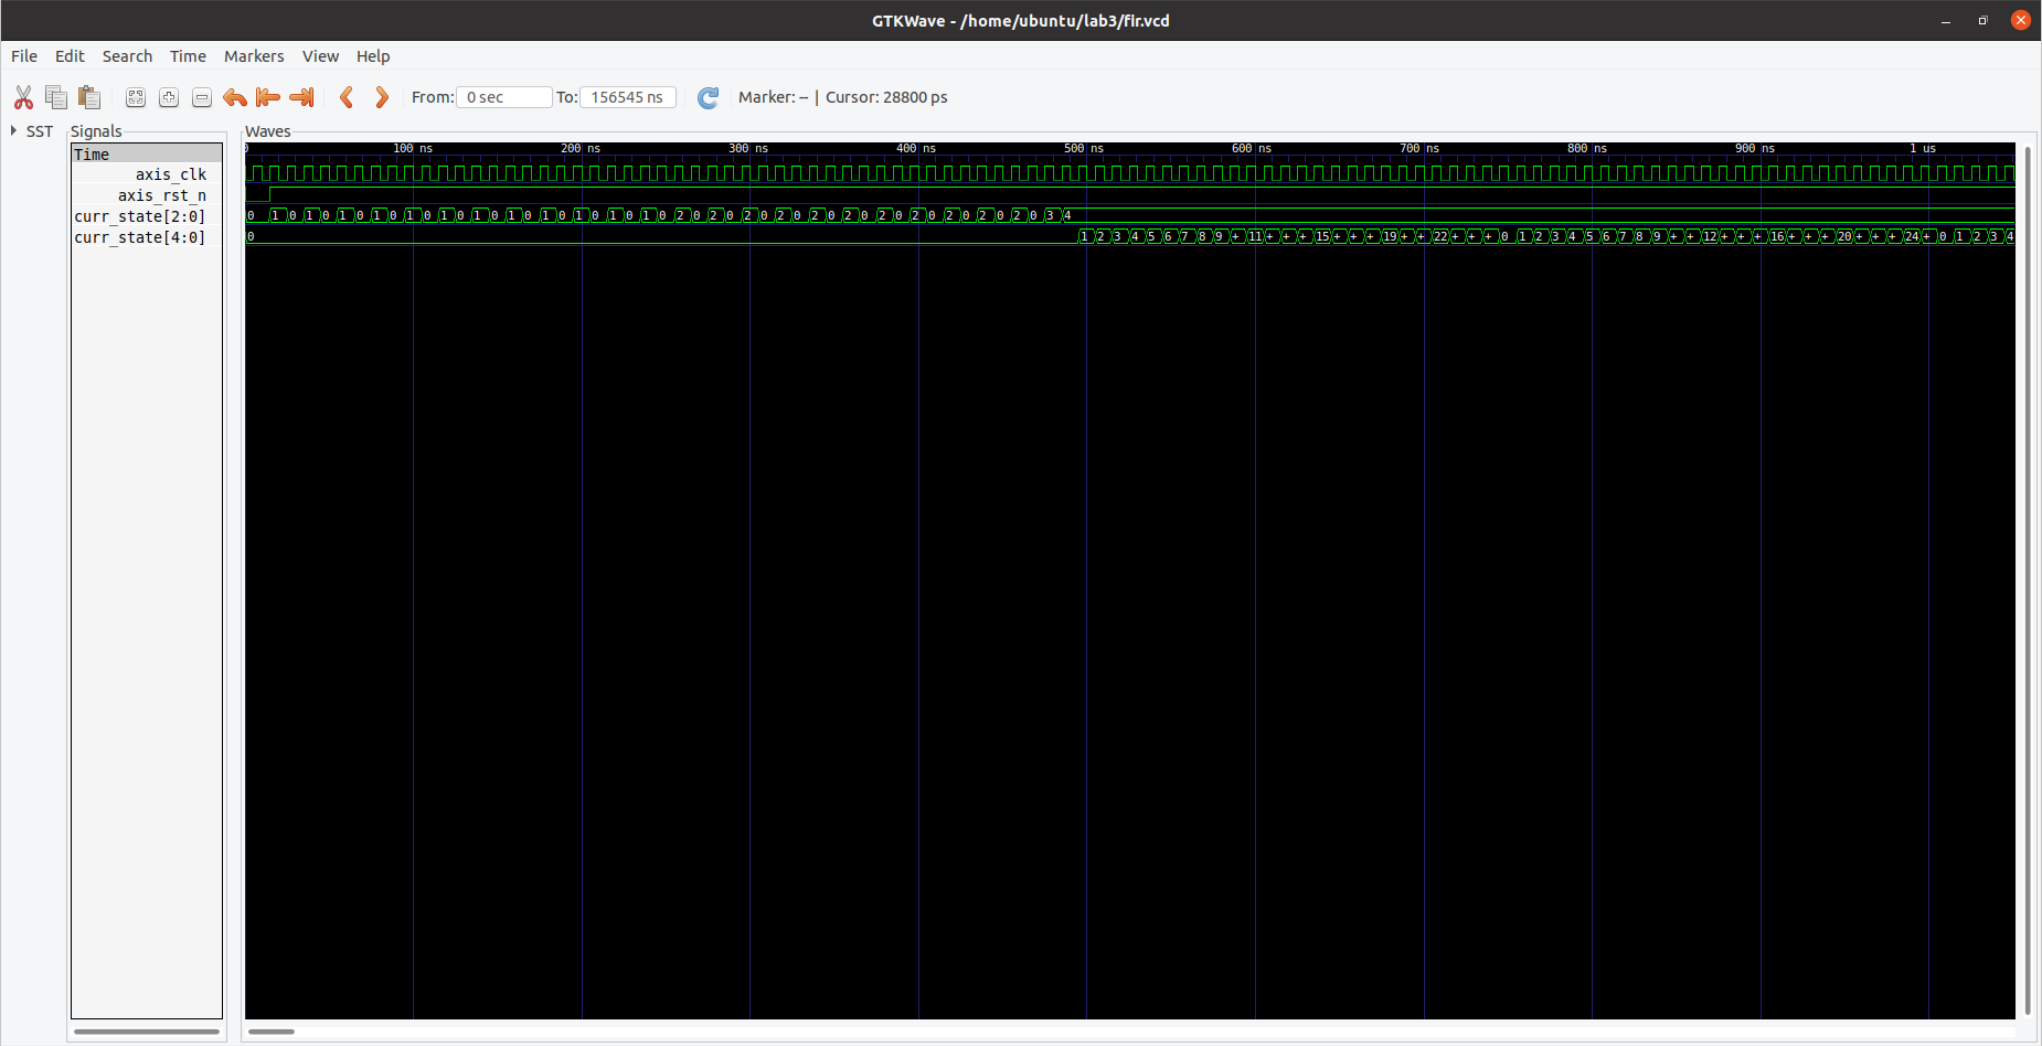 GTKWave - /home/ubuntu/lab3/fir.vcd
File Edit Search Time Markers View Help
From: 0 sec To: 156545 ns Marker: -- | Cursor: 28800 ps
SST Signals Waves
Time 0 100 ns 200 ns 300 ns 400 ns 500 ns 600 ns 700 ns 800 ns 900 ns 1 us
axis_clk
axis_rst_n
curr_state[2:0] 0 1 0 1 0 1 0 1 0 1 0 1 0 1 0 1 0 1 0 1 0 1 0 1 0 2 0 2 0 2 0 2 0 2 0 2 0 2 0 2 0 2 0 2 0 2 0 3 4
curr_state[4:0] 0 1 2 3 4 5 6 7 8 9 + 11 + + + 15 + + + 19 + + 22 + + + 0 1 2 3 4 5 6 7 8 9 + + 12 + + + 16 + + + 20 + + + 24 + 0 1 2 3 4